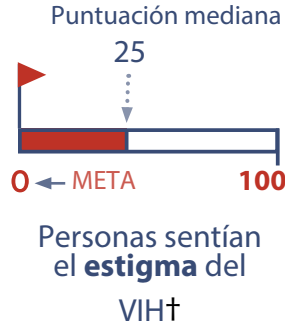 Puntuación mediana
25
0 ← META 100
Personas sentían
el estigma del
VIH†